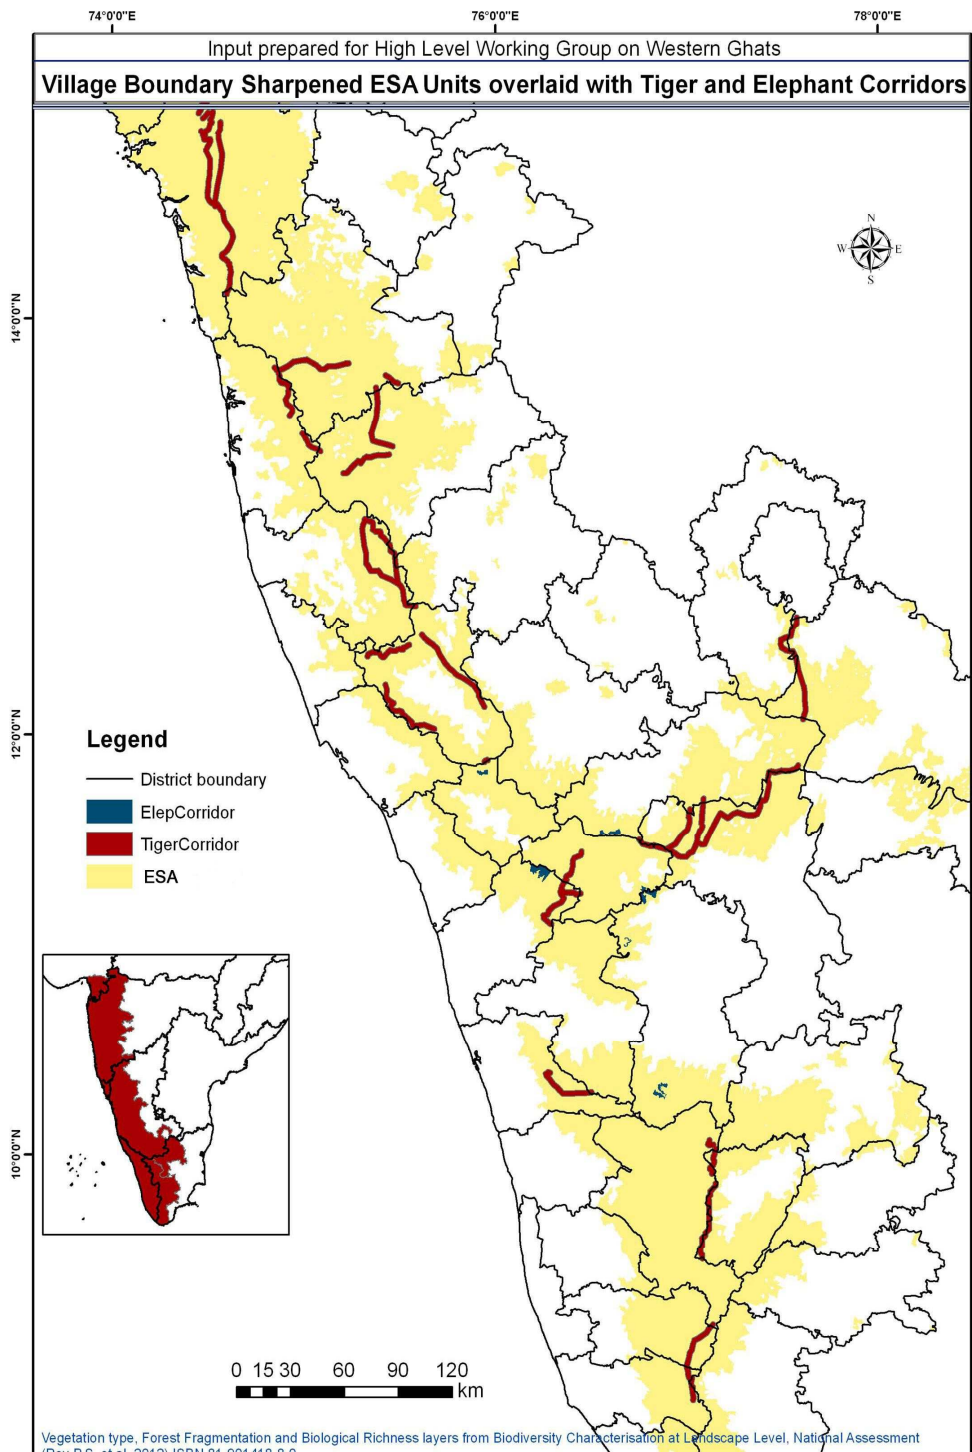 74°0'0"E 76°0'0"E 78°0'0"E
Input prepared for High Level Working Group on Western Ghats
Village Boundary Sharpened ESA Units overlaid with Tiger and Elephant Corridors
N
W E
S
14°0'0"N
12°0'0"N
Legend
District boundary
ElepCorridor
TigerCorridor
ESA
10°0'0"N
0 15 30 60 90 120
km
Vegetation type, Forest Fragmentation and Biological Richness layers from Biodiversity Characterisation at Landscape Level, National Assessment